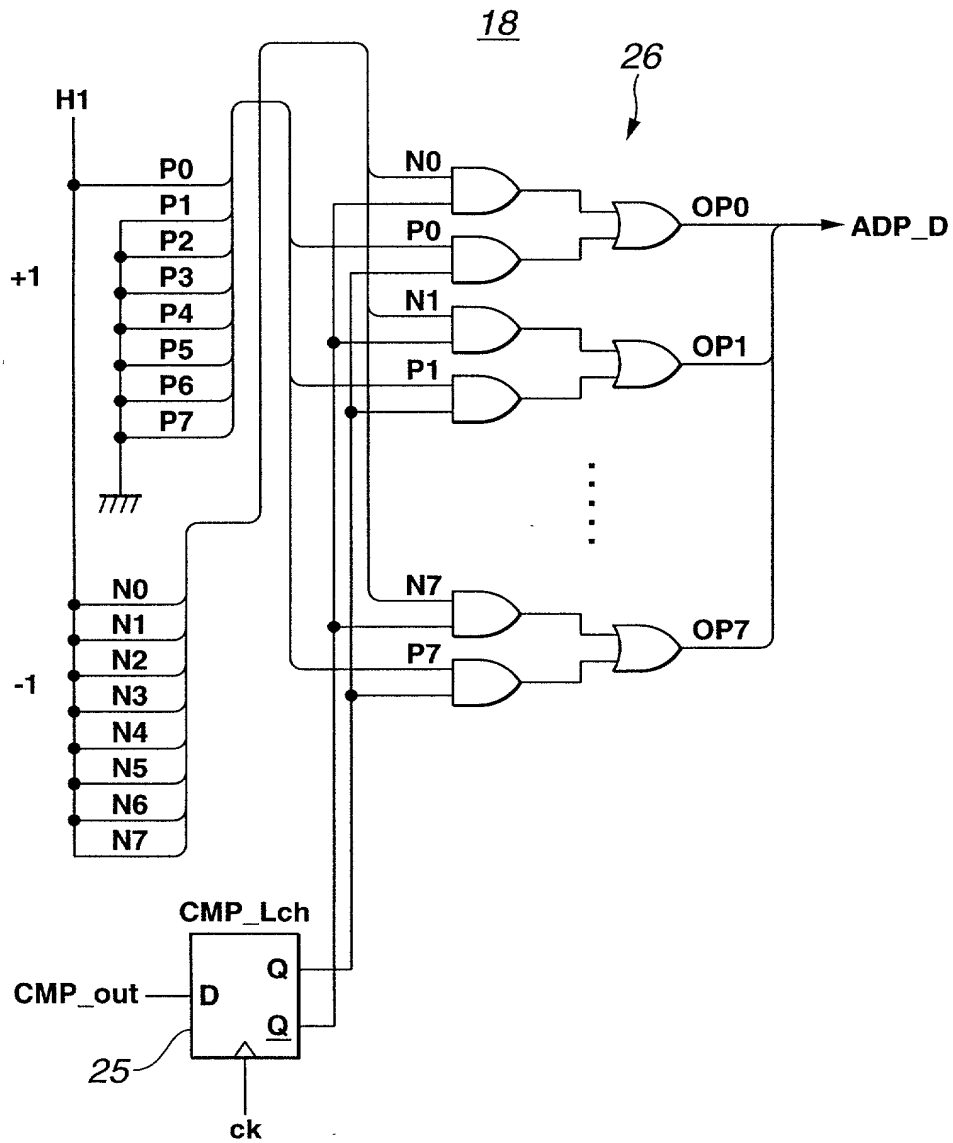 18
26
H1
P0
P1
P2
P3
P4
P5
P6
P7
+1
N0
P0
N1
P1
N7
P7
OP0
OP1
OP7
ADP_D
N0
N1
N2
N3
N4
N5
N6
N7
-1
CMP_Lch
CMP_out
D
Q
Q
25
ck